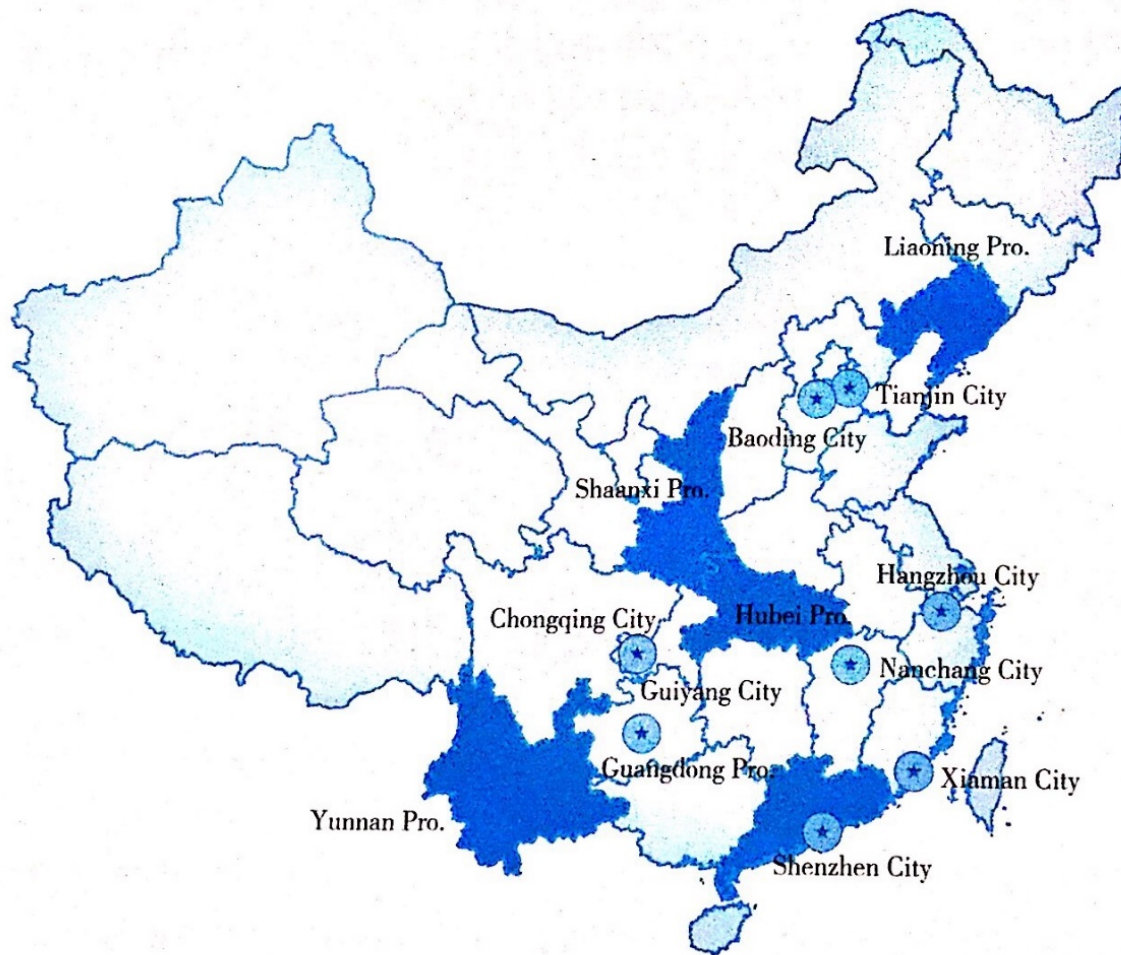 Liaoning Pro.
Tianjin City
Baoding City
Shaanxi Pro.
Hangzhou City
Chongqing City
Hubei Pro.
Nanchang City
Guiyang City
Guangdong Pro.
Xiaman City
Yunnan Pro.
Shenzhen City